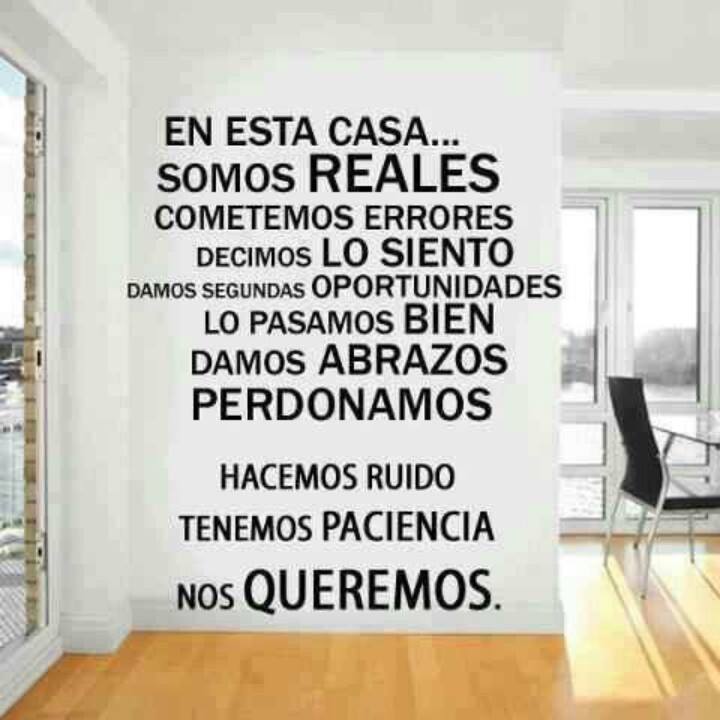 EN ESTA CASA...
SOMOS REALES
COMETEMOS ERRORES
DECIMOS LO SIENTO
DAMOS SEGUNDAS OPORTUNIDADES
LO PASAMOS BIEN
DAMOS ABRAZOS
PERDONAMOS
HACEMOS RUIDO
TENEMOS PACIENCIA
NOS QUEREMOS.